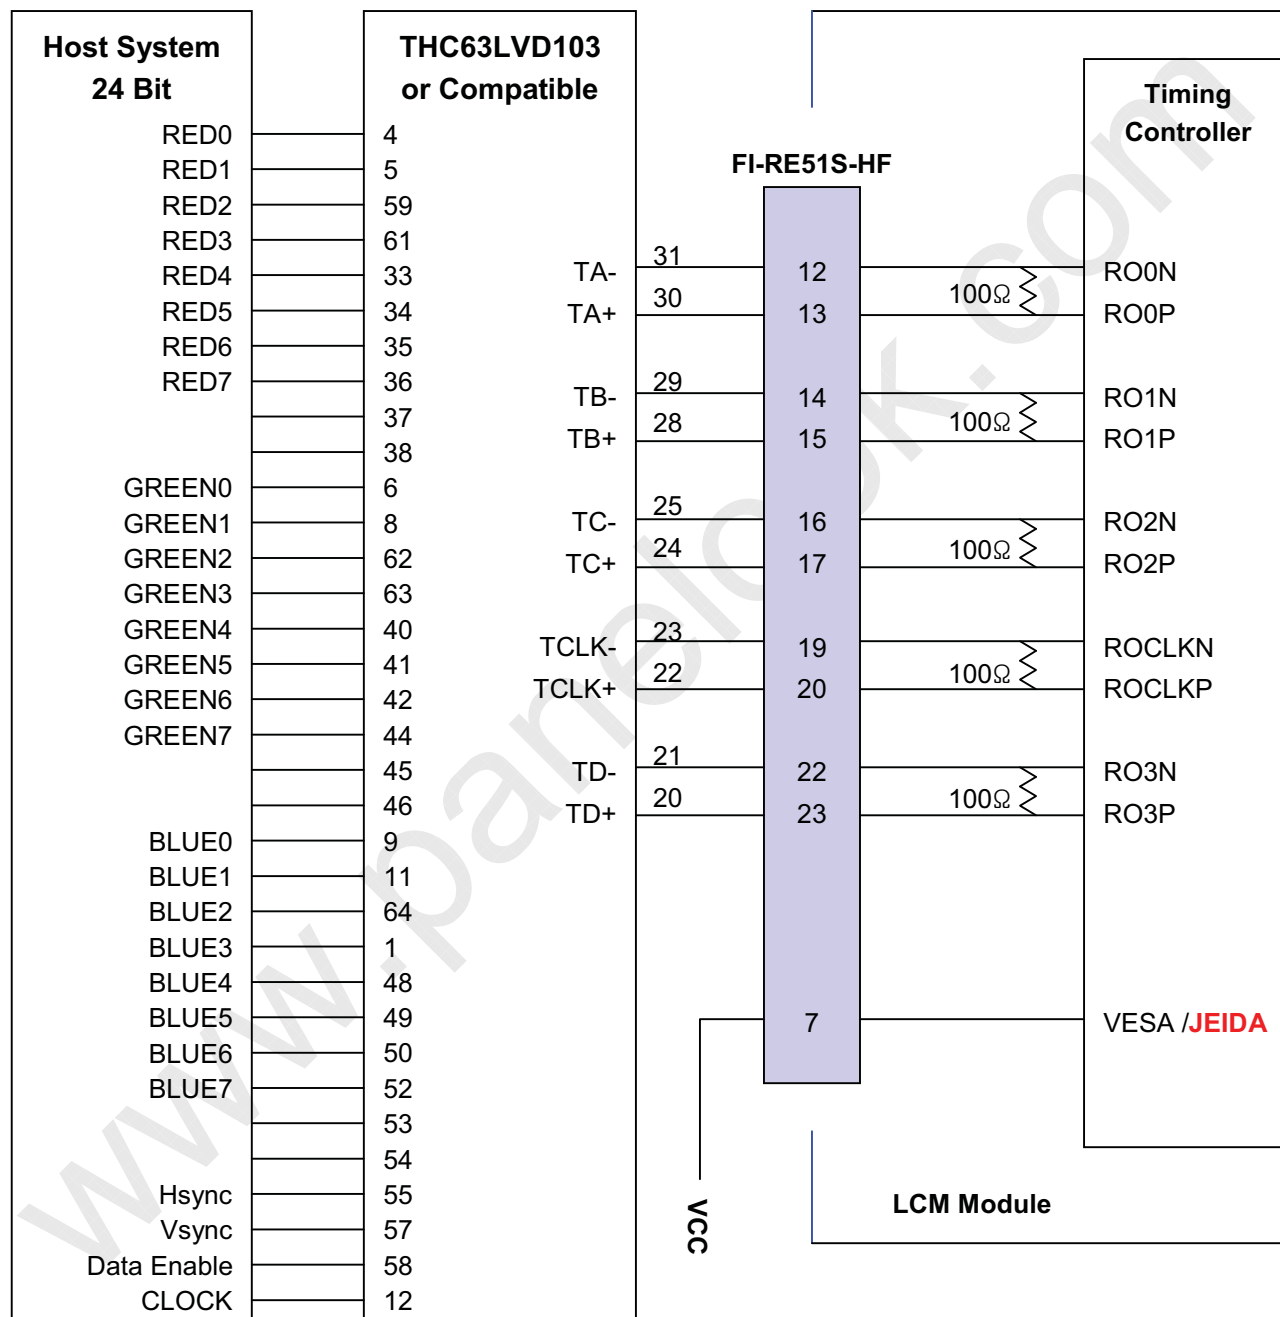 Host System
24 Bit
RED0
RED1
RED2
RED3
RED4
RED5
RED6
RED7
GREEN0
GREEN1
GREEN2
GREEN3
GREEN4
GREEN5
GREEN6
GREEN7
BLUE0
BLUE1
BLUE2
BLUE3
BLUE4
BLUE5
BLUE6
BLUE7
Hsync
Vsync
Data Enable
CLOCK
THC63LVD103
or Compatible
4
5
59
61
33
34
35
36
37
38
6
8
62
63
40
41
42
44
45
46
9
11
64
1
48
49
50
52
53
54
55
57
58
12
TA-
TA+
TB-
TB+
TC-
TC+
TCLK-
TCLK+
TD-
TD+
31
30
29
28
25
24
23
22
21
20
FI-RE51S-HF
12
13
14
15
16
17
19
20
22
23
7
100Ω
100Ω
100Ω
100Ω
100Ω
Timing
Controller
RO0N
RO0P
RO1N
RO1P
RO2N
RO2P
ROCLKN
ROCLKP
RO3N
RO3P
VESA /JEIDA
VCC
LCM Module
www.panelook.com